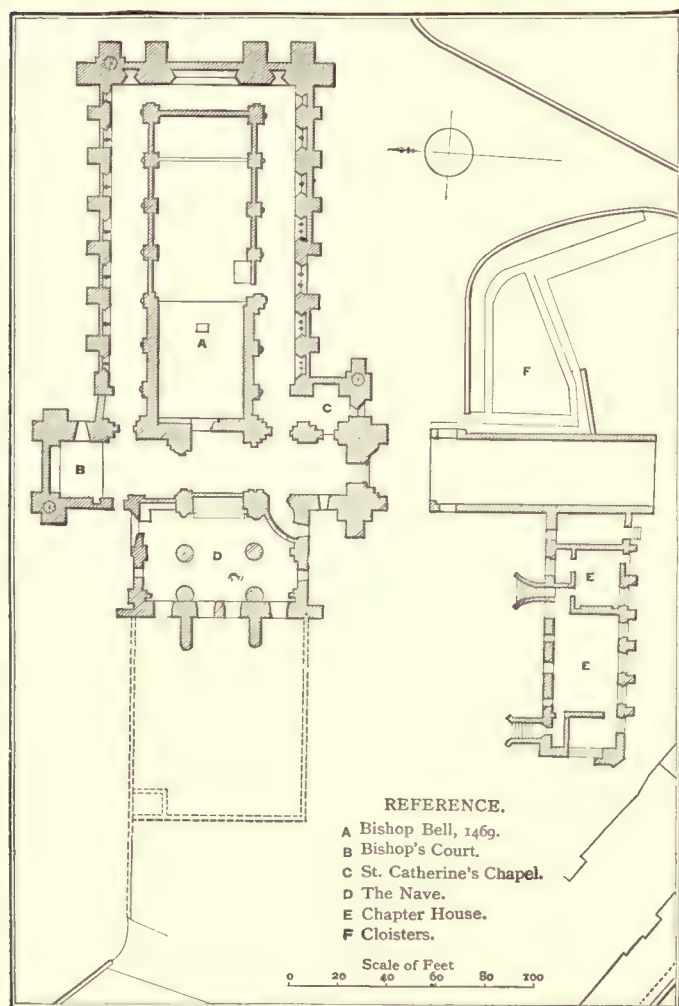 A
B
C
D
E
E
F
REFERENCE.
A Bishop Bell, 1469.
B Bishop's Court.
C St. Catherine's Chapel.
D The Nave.
E Chapter House.
F Cloisters.
Scale of Feet
0 20 40 60 80 100